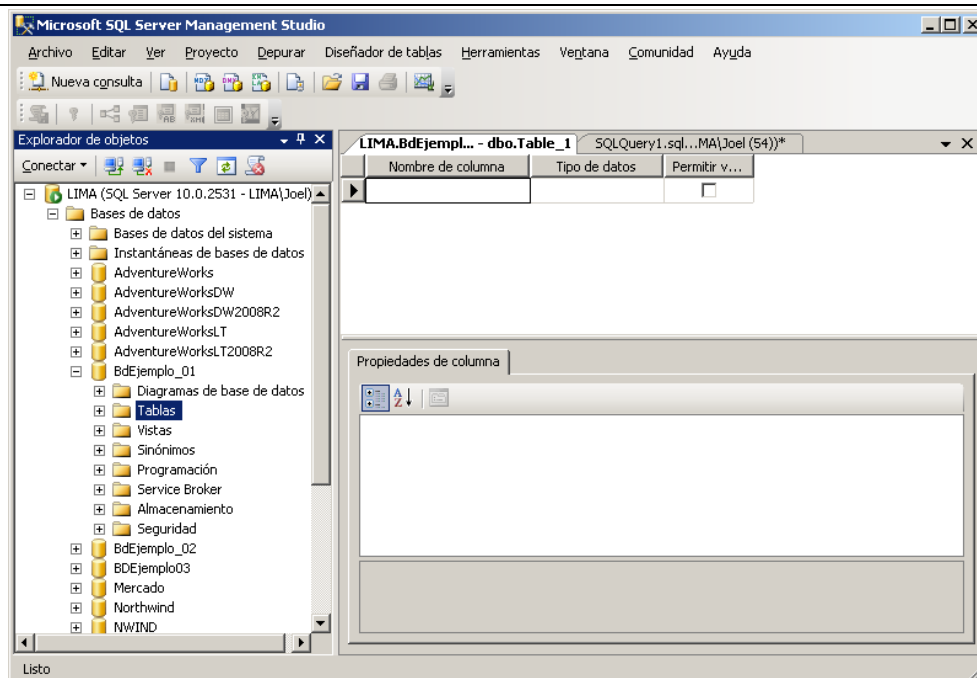 Microsoft SQL Server Management Studio
Archivo Editar Ver Proyecto Depurar Diseñador de tablas Herramientas Ventana Comunidad Ayuda
Nueva consulta
Explorador de objetos
LIMA.BdEjempl... - dbo.Table_1 SQLQuery1.sql...MA\Joel (54))*
Conectar
Nombre de columna Tipo de datos Permitir v...
LIMA (SQL Server 10.0.2531 - LIMA\Joel)
Bases de datos
Bases de datos del sistema
Instantáneas de bases de datos
AdventureWorks
AdventureWorksDW
AdventureWorksDW2008R2
AdventureWorksLT
AdventureWorksLT2008R2
BdEjemplo_01
Diagramas de base de datos
Tablas
Vistas
Sinónimos
Programación
Service Broker
Almacenamiento
Seguridad
BdEjemplo_02
BDEjemplo03
Mercado
Northwind
NWIND
Propiedades de columna
Listo